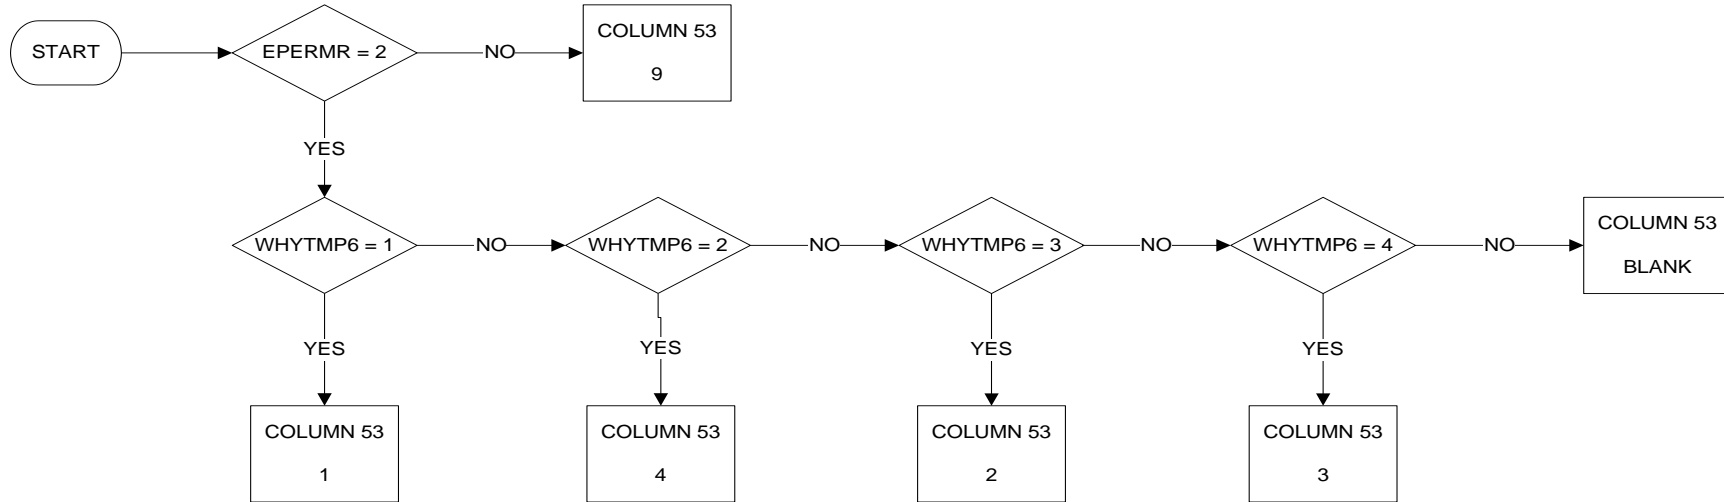 START
EPERMR = 2
NO
COLUMN 53
9
YES
WHYTMP6 = 1
NO
WHYTMP6 = 2
NO
WHYTMP6 = 3
NO
WHYTMP6 = 4
NO
COLUMN 53
BLANK
YES
YES
YES
YES
COLUMN 53
1
COLUMN 53
4
COLUMN 53
2
COLUMN 53
3